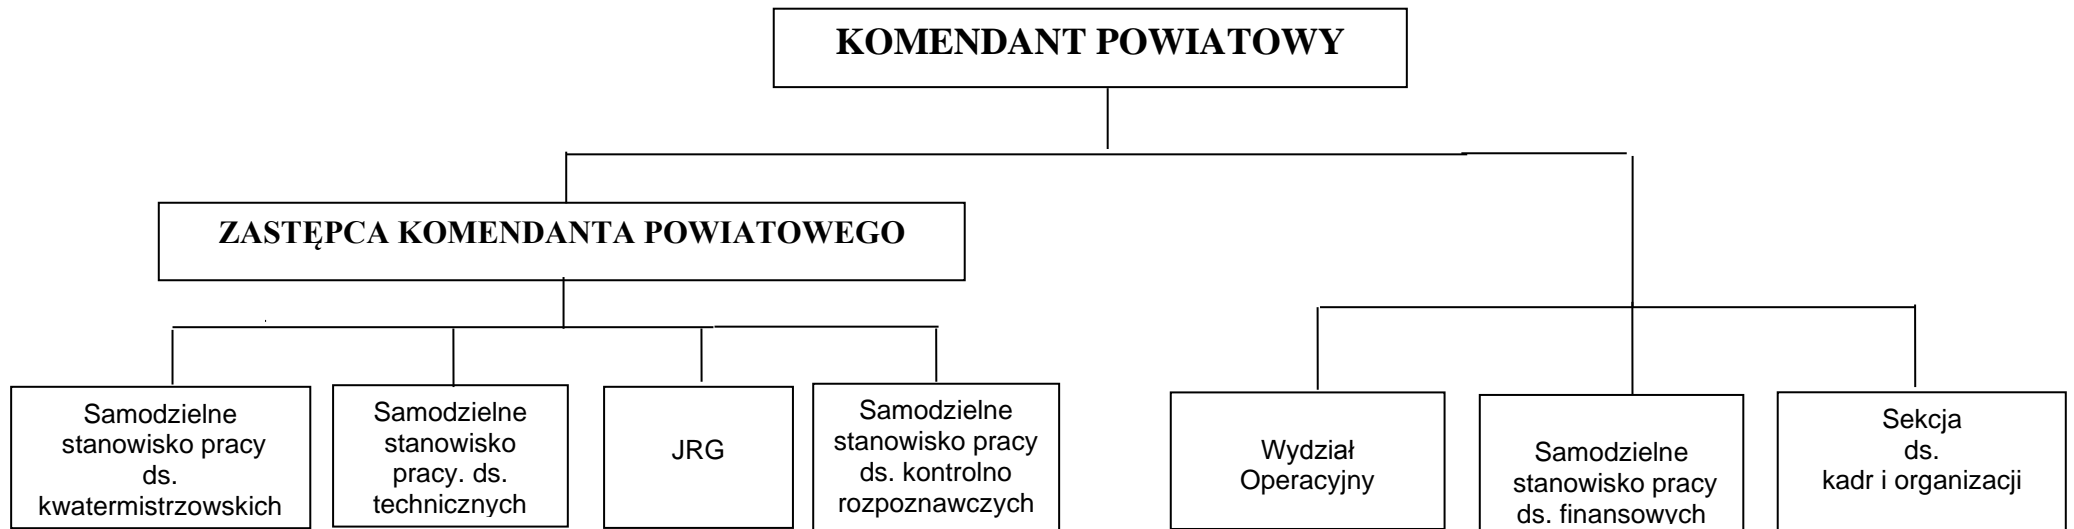 KOMENDANT POWIATOWY
ZASTĘPCA KOMENDANTA POWIATOWEGO
Samodzielne
stanowisko pracy
ds.
kwatermistrzowskich
Samodzielne
stanowisko
pracy. ds.
technicznych
JRG
Samodzielne
stanowisko pracy
ds. kontrolno
rozpoznawczych
Wydział
Operacyjny
Samodzielne
stanowisko pracy
ds. finansowych
Sekcja
ds.
kadr i organizacji